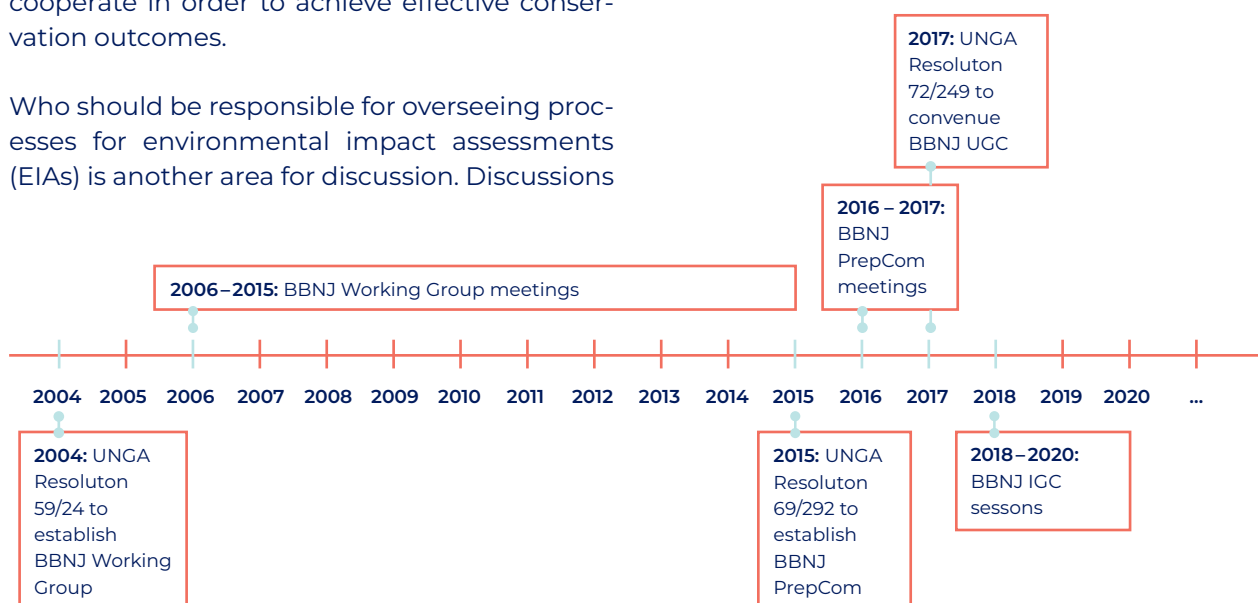 cooperate in order to achieve effective conser-
vation outcomes.
Who should be responsible for overseeing proc-
esses for environmental impact assessments
(EIAs) is another area for discussion. Discussions
2017: UNGA
Resoluton
72/249 to
convenue
BBNJ UGC
2016 – 2017:
BBNJ
PrepCom
meetings
2006–2015: BBNJ Working Group meetings
2004 2005 2006 2007 2008 2009 2010 2011 2012 2013 2014 2015 2016 2017 2018 2019 2020 ...
2004: UNGA
Resoluton
59/24 to
establish
BBNJ Working
Group
2015: UNGA
Resoluton
69/292 to
establish
BBNJ
PrepCom
2018–2020:
BBNJ IGC
sessons